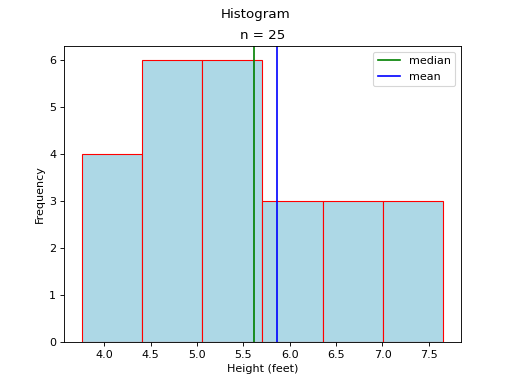 Histogram
n = 25
median
mean
Frequency
6
5
4
3
2
1
0
4.0 4.5 5.0 5.5 6.0 6.5 7.0 7.5
Height (feet)